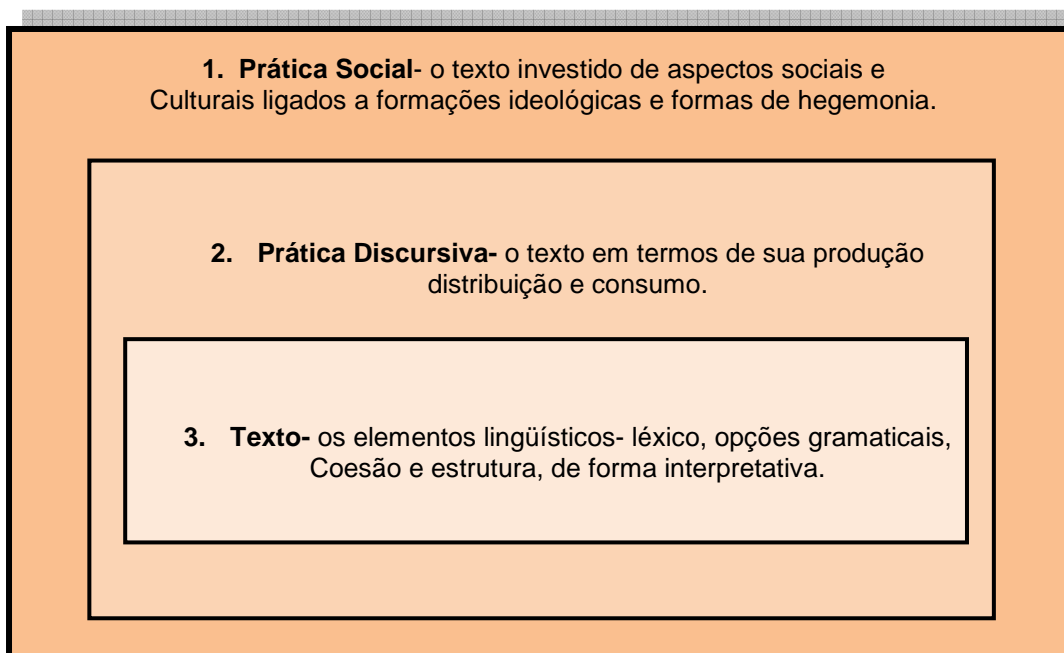 1. Prática Social- o texto investido de aspectos sociais e
Culturais ligados a formações ideológicas e formas de hegemonia.
2. Prática Discursiva- o texto em termos de sua produção
distribuição e consumo.
3. Texto- os elementos lingüísticos- léxico, opções gramaticais,
Coesão e estrutura, de forma interpretativa.